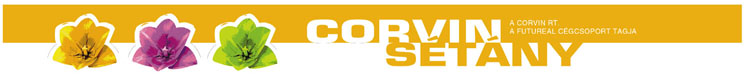 CORVIN
SÉTÁNY
A CORVIN RT.
A FUTUREAL CÉGCSOPORT TAGJA